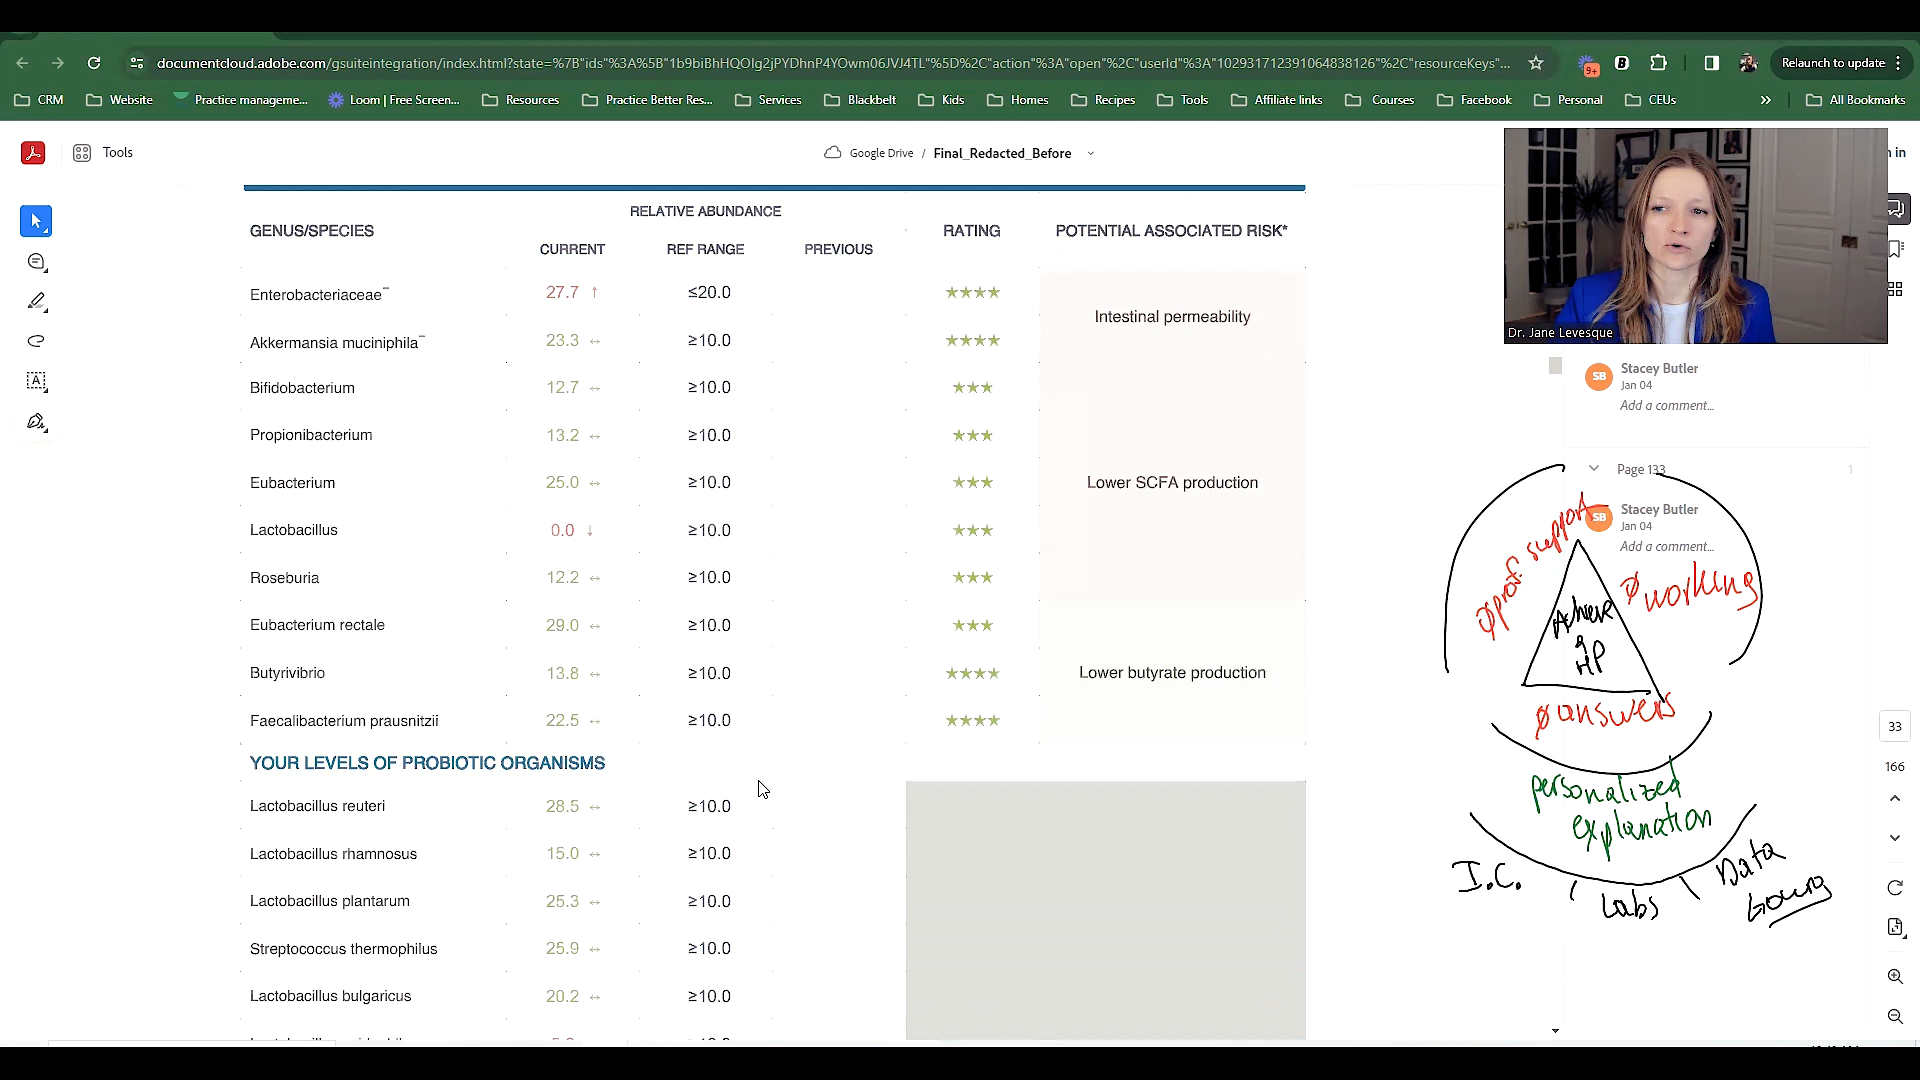 documentcloud.adobe.com/gsuiteintegration/index.html?state=%7B"ids"%3A%5B"1b9biBhHQOIg2jPYDhnP4YOwm06JVJ4TL"%5D%2C"action"%3A"open"%2C"userId"%3A"102931712391064838126"%2C"resourceKeys"...
9+
Relaunch to update
CRM Website Practice manageme... Loom | Free Screen... Resources Practice Better Res... Services Blackbelt Kids Homes Recipes Tools Affiliate links Courses Facebook Personal CEUs » All Bookmarks
Tools
Google Drive / Final_Redacted_Before
n in
Dr. Jane Levesque
RELATIVE ABUNDANCE
GENUS/SPECIES CURRENT REF RANGE PREVIOUS RATING POTENTIAL ASSOCIATED RISK*
Enterobacteriaceae⁻ 27.7 ↑ ≤20.0 ★★★★
Intestinal permeability
Akkermansia muciniphila⁻ 23.3 ↔ ≥10.0 ★★★★
Bifidobacterium 12.7 ↔ ≥10.0 ★★★
Propionibacterium 13.2 ↔ ≥10.0 ★★★
Eubacterium 25.0 ↔ ≥10.0 ★★★ Lower SCFA production
Lactobacillus 0.0 ↓ ≥10.0 ★★★
Roseburia 12.2 ↔ ≥10.0 ★★★
Eubacterium rectale 29.0 ↔ ≥10.0 ★★★
Butyrivibrio 13.8 ↔ ≥10.0 ★★★★ Lower butyrate production
Faecalibacterium prausnitzii 22.5 ↔ ≥10.0 ★★★★
YOUR LEVELS OF PROBIOTIC ORGANISMS
Lactobacillus reuteri 28.5 ↔ ≥10.0
Lactobacillus rhamnosus 15.0 ↔ ≥10.0
Lactobacillus plantarum 25.3 ↔ ≥10.0
Streptococcus thermophilus 25.9 ↔ ≥10.0
Lactobacillus bulgaricus 20.2 ↔ ≥10.0
SB Stacey Butler
Jan 04
Add a comment...
Page 133 1
SB Stacey Butler
Jan 04
Add a comment...
Ø prof. support
Ø working
Achieve
HP
Ø answers
personalized
explanation
I.C.
Labs
Data
33
166